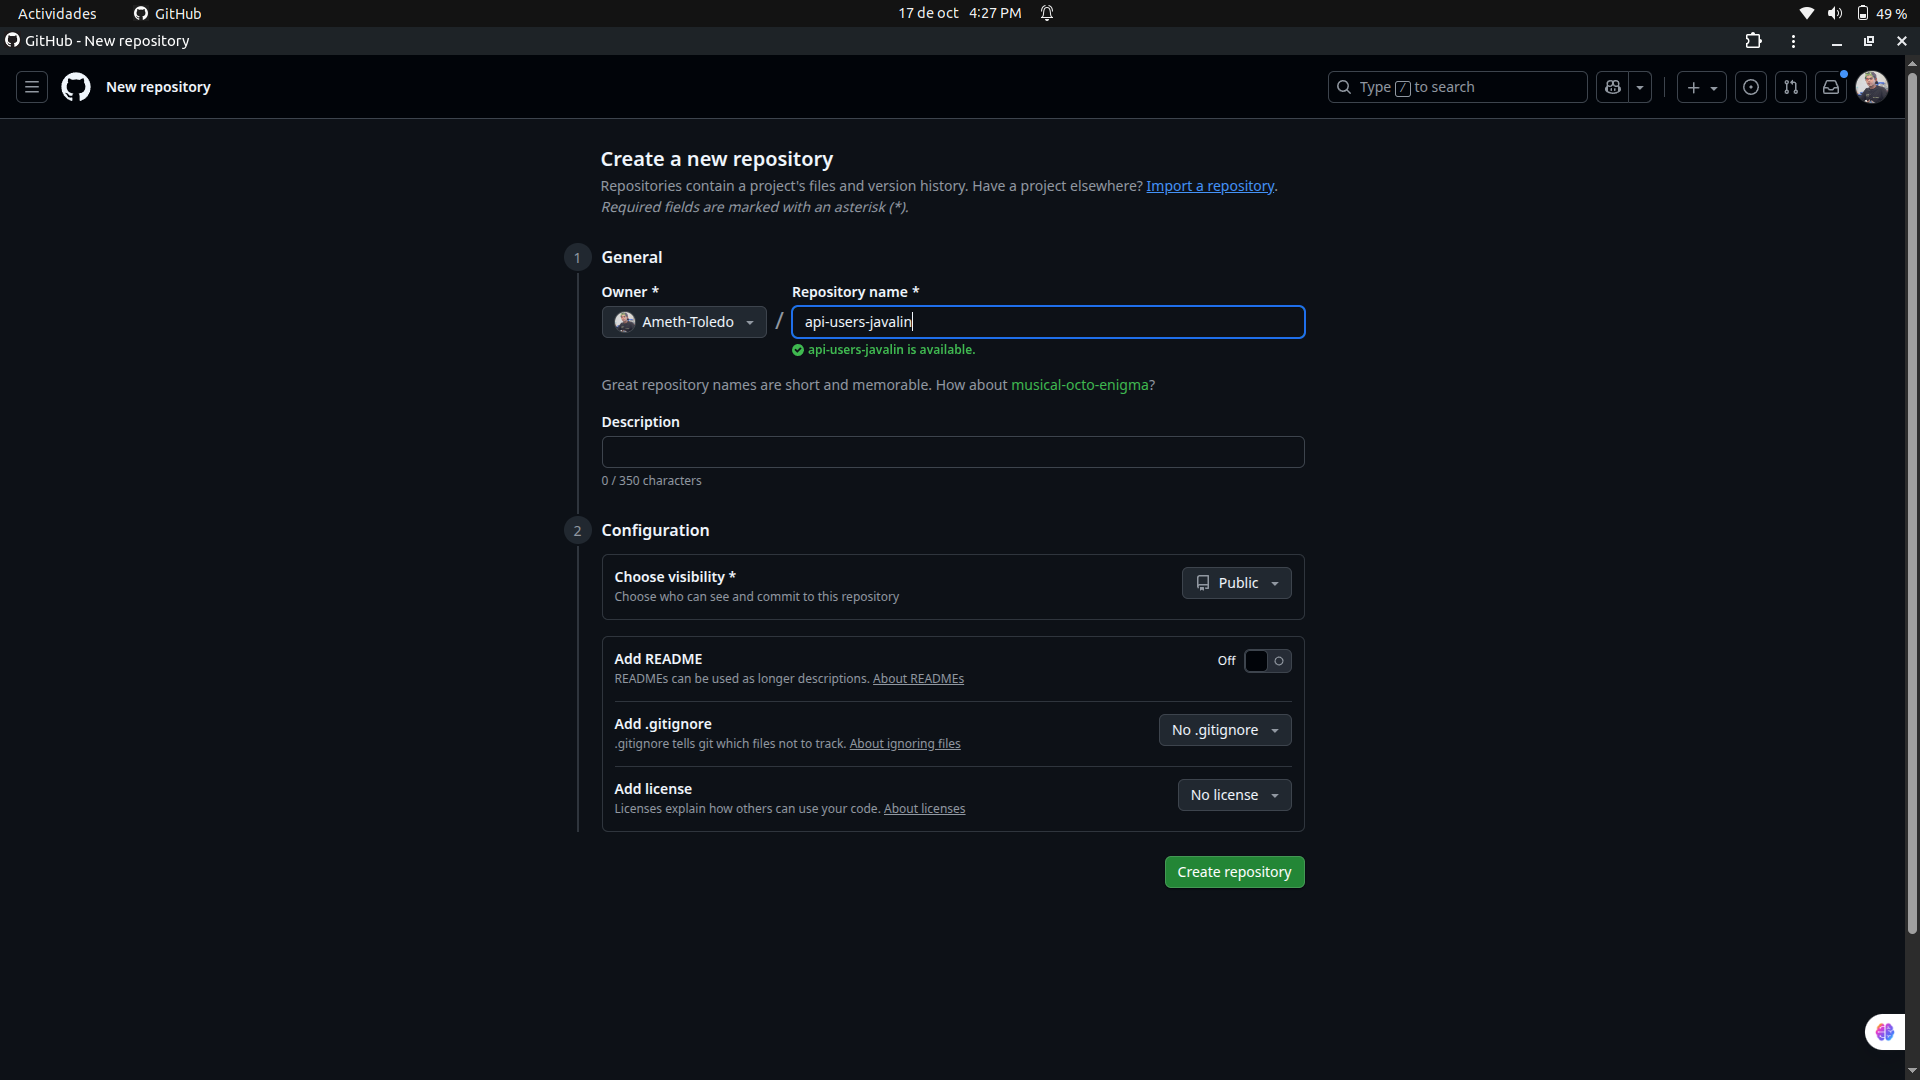 Actividades
GitHub
17 de oct 4:27 PM
49 %
GitHub - New repository
New repository
Type / to search
Create a new repository
Repositories contain a project's files and version history. Have a project elsewhere? Import a repository.
Required fields are marked with an asterisk (*).
1
General
Owner *
Repository name *
Ameth-Toledo
/
api-users-javalin
api-users-javalin is available.
Great repository names are short and memorable. How about musical-octo-enigma?
Description
0 / 350 characters
2
Configuration
Choose visibility *
Choose who can see and commit to this repository
Public
Add README
READMEs can be used as longer descriptions. About READMEs
Off
Add .gitignore
.gitignore tells git which files not to track. About ignoring files
No .gitignore
Add license
Licenses explain how others can use your code. About licenses
No license
Create repository